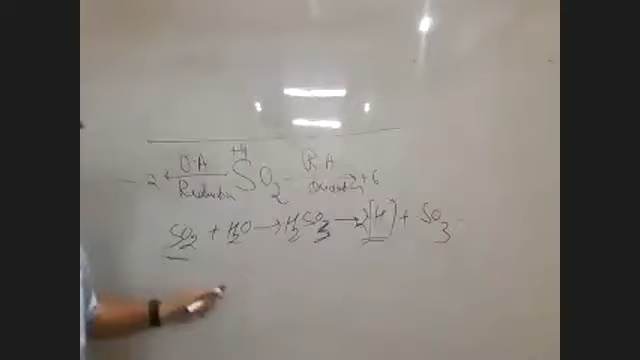 +4
-2 ← O.A Reduction SO2 R.A Oxidation → +6
SO2 + H2O → H2SO3 → 2[H] + SO3